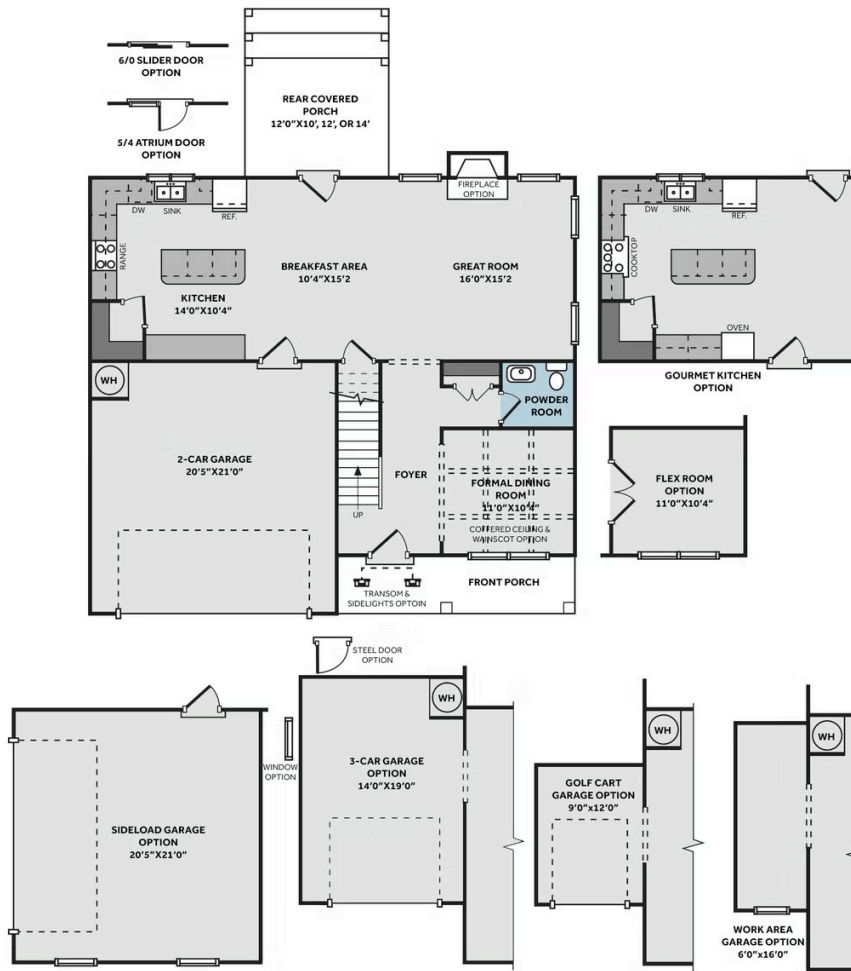 6/0 SLIDER DOOR
OPTION
5/4 ATRIUM DOOR
OPTION
REAR COVERED
PORCH
12'0"X10', 12', OR 14'
FIREPLACE
OPTION
DW
SINK
REF.
RANGE
BREAKFAST AREA
10'4"X15'2
GREAT ROOM
16'0"X15'2
KITCHEN
14'0"X10'4"
DW
SINK
REF.
COOKTOP
OVEN
GOURMET KITCHEN
OPTION
WH
POWDER
ROOM
2-CAR GARAGE
20'5"X21'0"
FOYER
UP
FORMAL DINING
ROOM
11'0"X10'4"
COFFERED CEILING &
WAINSCOT OPTION
FLEX ROOM
OPTION
11'0"X10'4"
FRONT PORCH
TRANSOM &
SIDELIGHTS OPTOIN
STEEL DOOR
OPTION
WINDOW
OPTION
SIDELOAD GARAGE
OPTION
20'5"X21'0"
WH
3-CAR GARAGE
OPTION
14'0"X19'0"
WH
GOLF CART
GARAGE OPTION
9'0"x12'0"
WH
WORK AREA
GARAGE OPTION
6'0"x16'0"